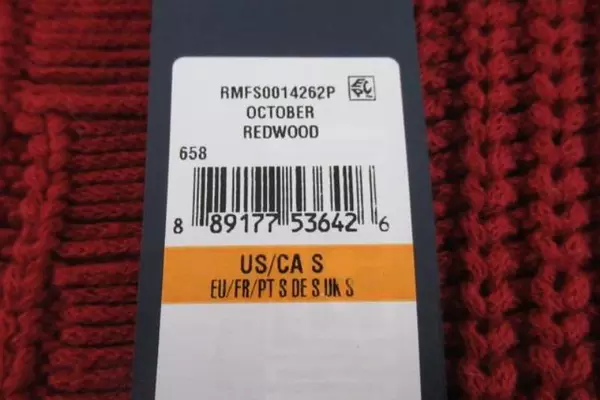 RMFS0014262P
OCTOBER
REDWOOD
658
8 89177 53642 6
US/CA S
EU/FR/PT S DE S UK S